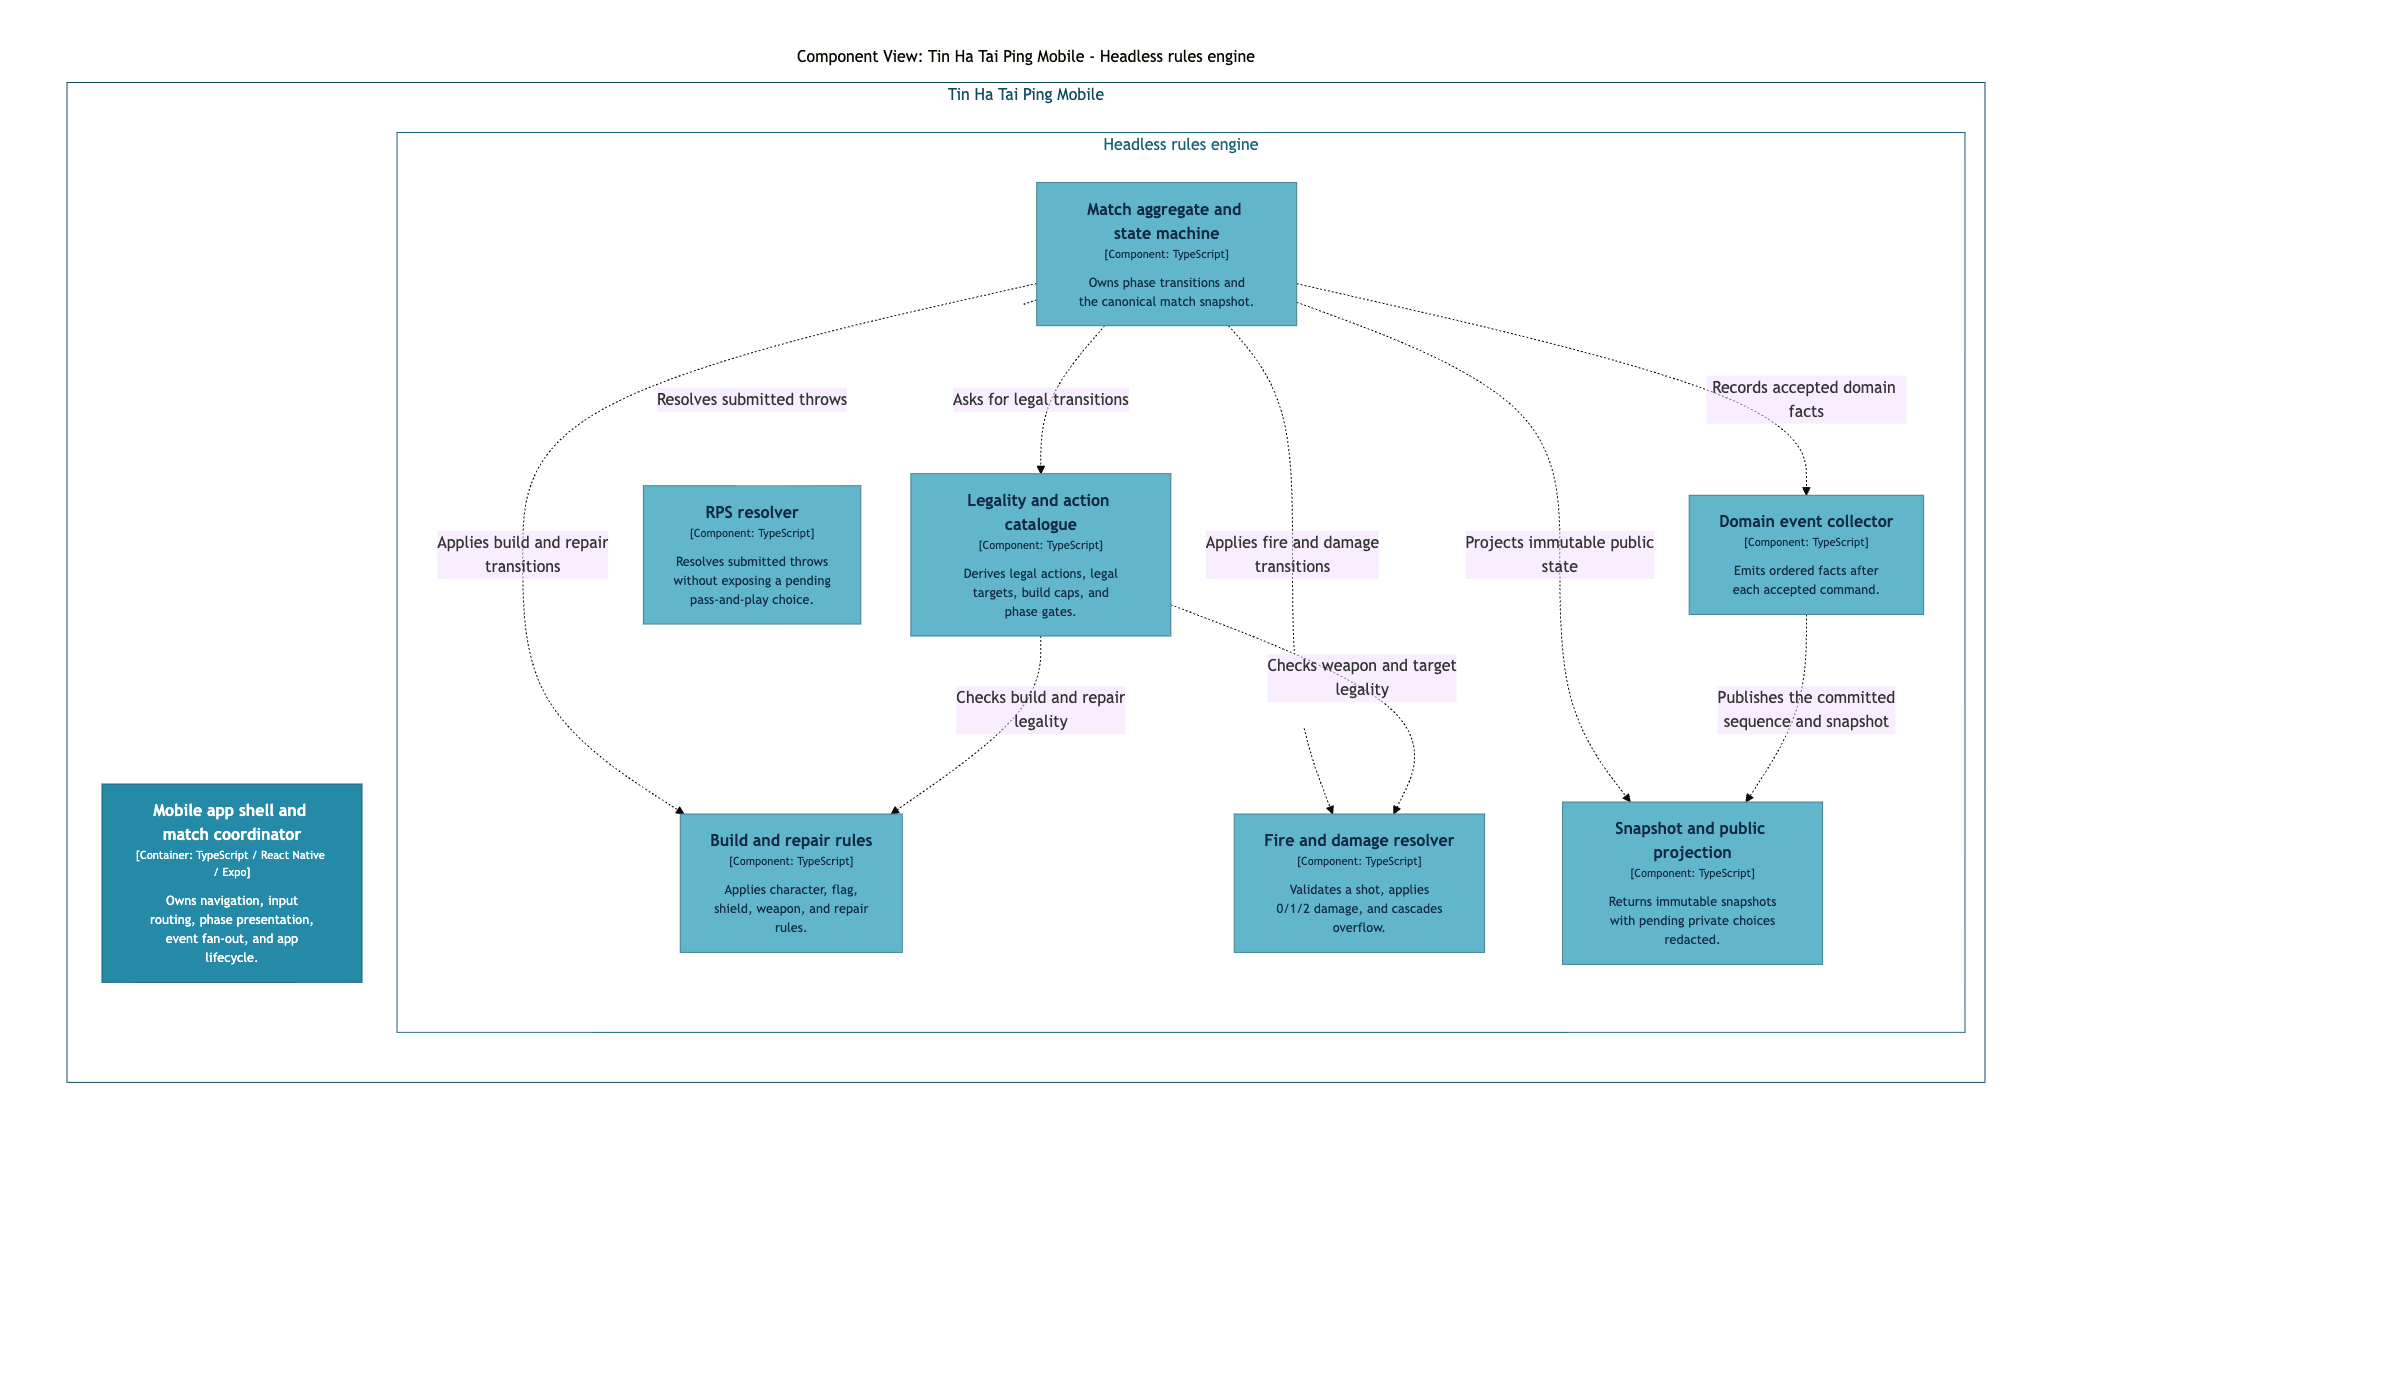 Component View: Tin Ha Tai Ping Mobile - Headless rules engine
Tin Ha Tai Ping Mobile
Headless rules engine
Match aggregate and
state machine
[Component: TypeScript]
Owns phase transitions and
the canonical match snapshot.
Resolves submitted throws
Asks for legal transitions
Records accepted domain
facts
Applies build and repair
transitions
RPS resolver
[Component: TypeScript]
Resolves submitted throws
without exposing a pending
pass-and-play choice.
Legality and action
catalogue
[Component: TypeScript]
Derives legal actions, legal
targets, build caps, and
phase gates.
Applies fire and damage
transitions
Projects immutable public
state
Domain event collector
[Component: TypeScript]
Emits ordered facts after
each accepted command.
Checks build and repair
legality
Checks weapon and target
legality
Publishes the committed
sequence and snapshot
Mobile app shell and
match coordinator
[Container: TypeScript / React Native
/ Expo]
Owns navigation, input
routing, phase presentation,
event fan-out, and app
lifecycle.
Build and repair rules
[Component: TypeScript]
Applies character, flag,
shield, weapon, and repair
rules.
Fire and damage resolver
[Component: TypeScript]
Validates a shot, applies
0/1/2 damage, and cascades
overflow.
Snapshot and public
projection
[Component: TypeScript]
Returns immutable snapshots
with pending private choices
redacted.